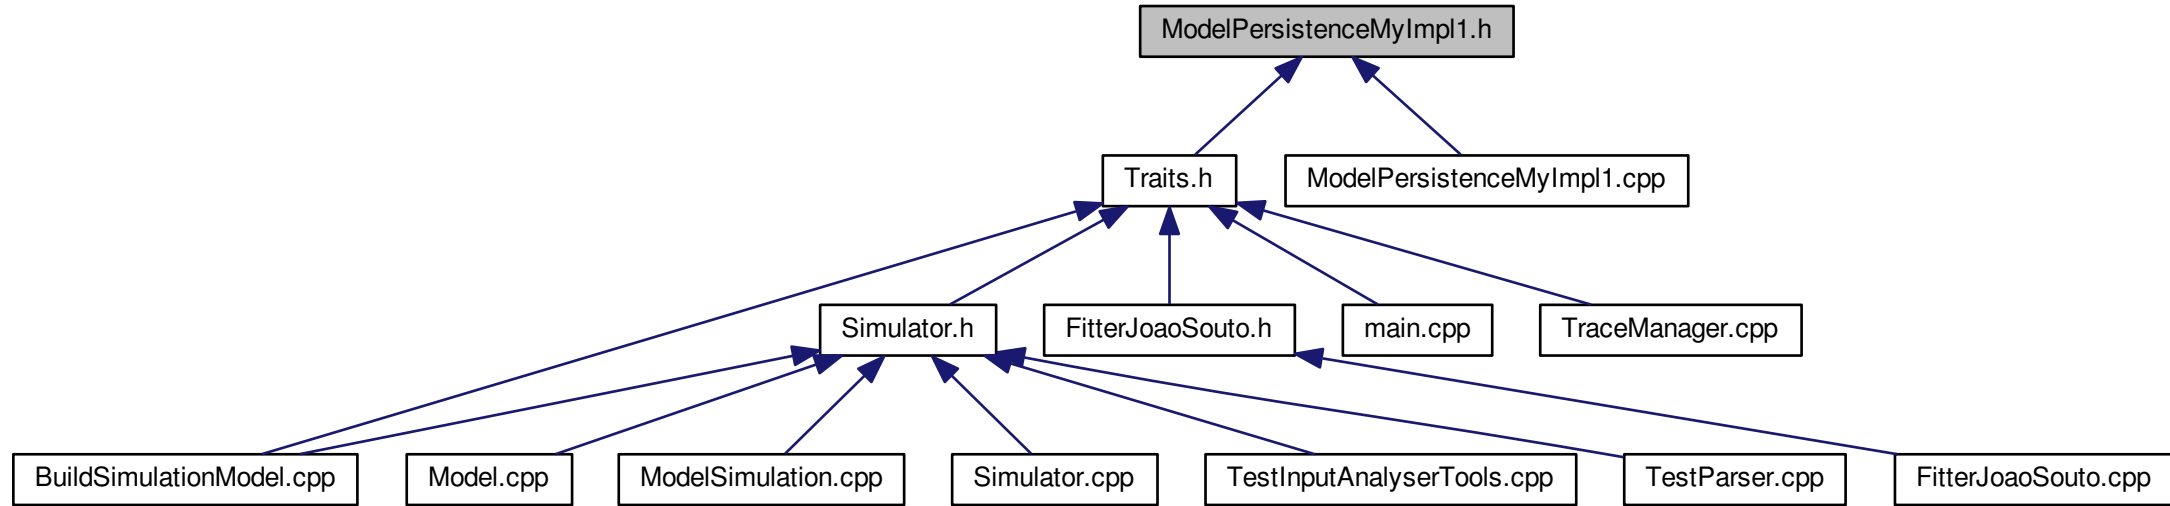 ModelPersistenceMyImpl1.h
Traits.h
ModelPersistenceMyImpl1.cpp
Simulator.h
FitterJoaoSouto.h
main.cpp
TraceManager.cpp
BuildSimulationModel.cpp
Model.cpp
ModelSimulation.cpp
Simulator.cpp
TestInputAnalyserTools.cpp
TestParser.cpp
FitterJoaoSouto.cpp